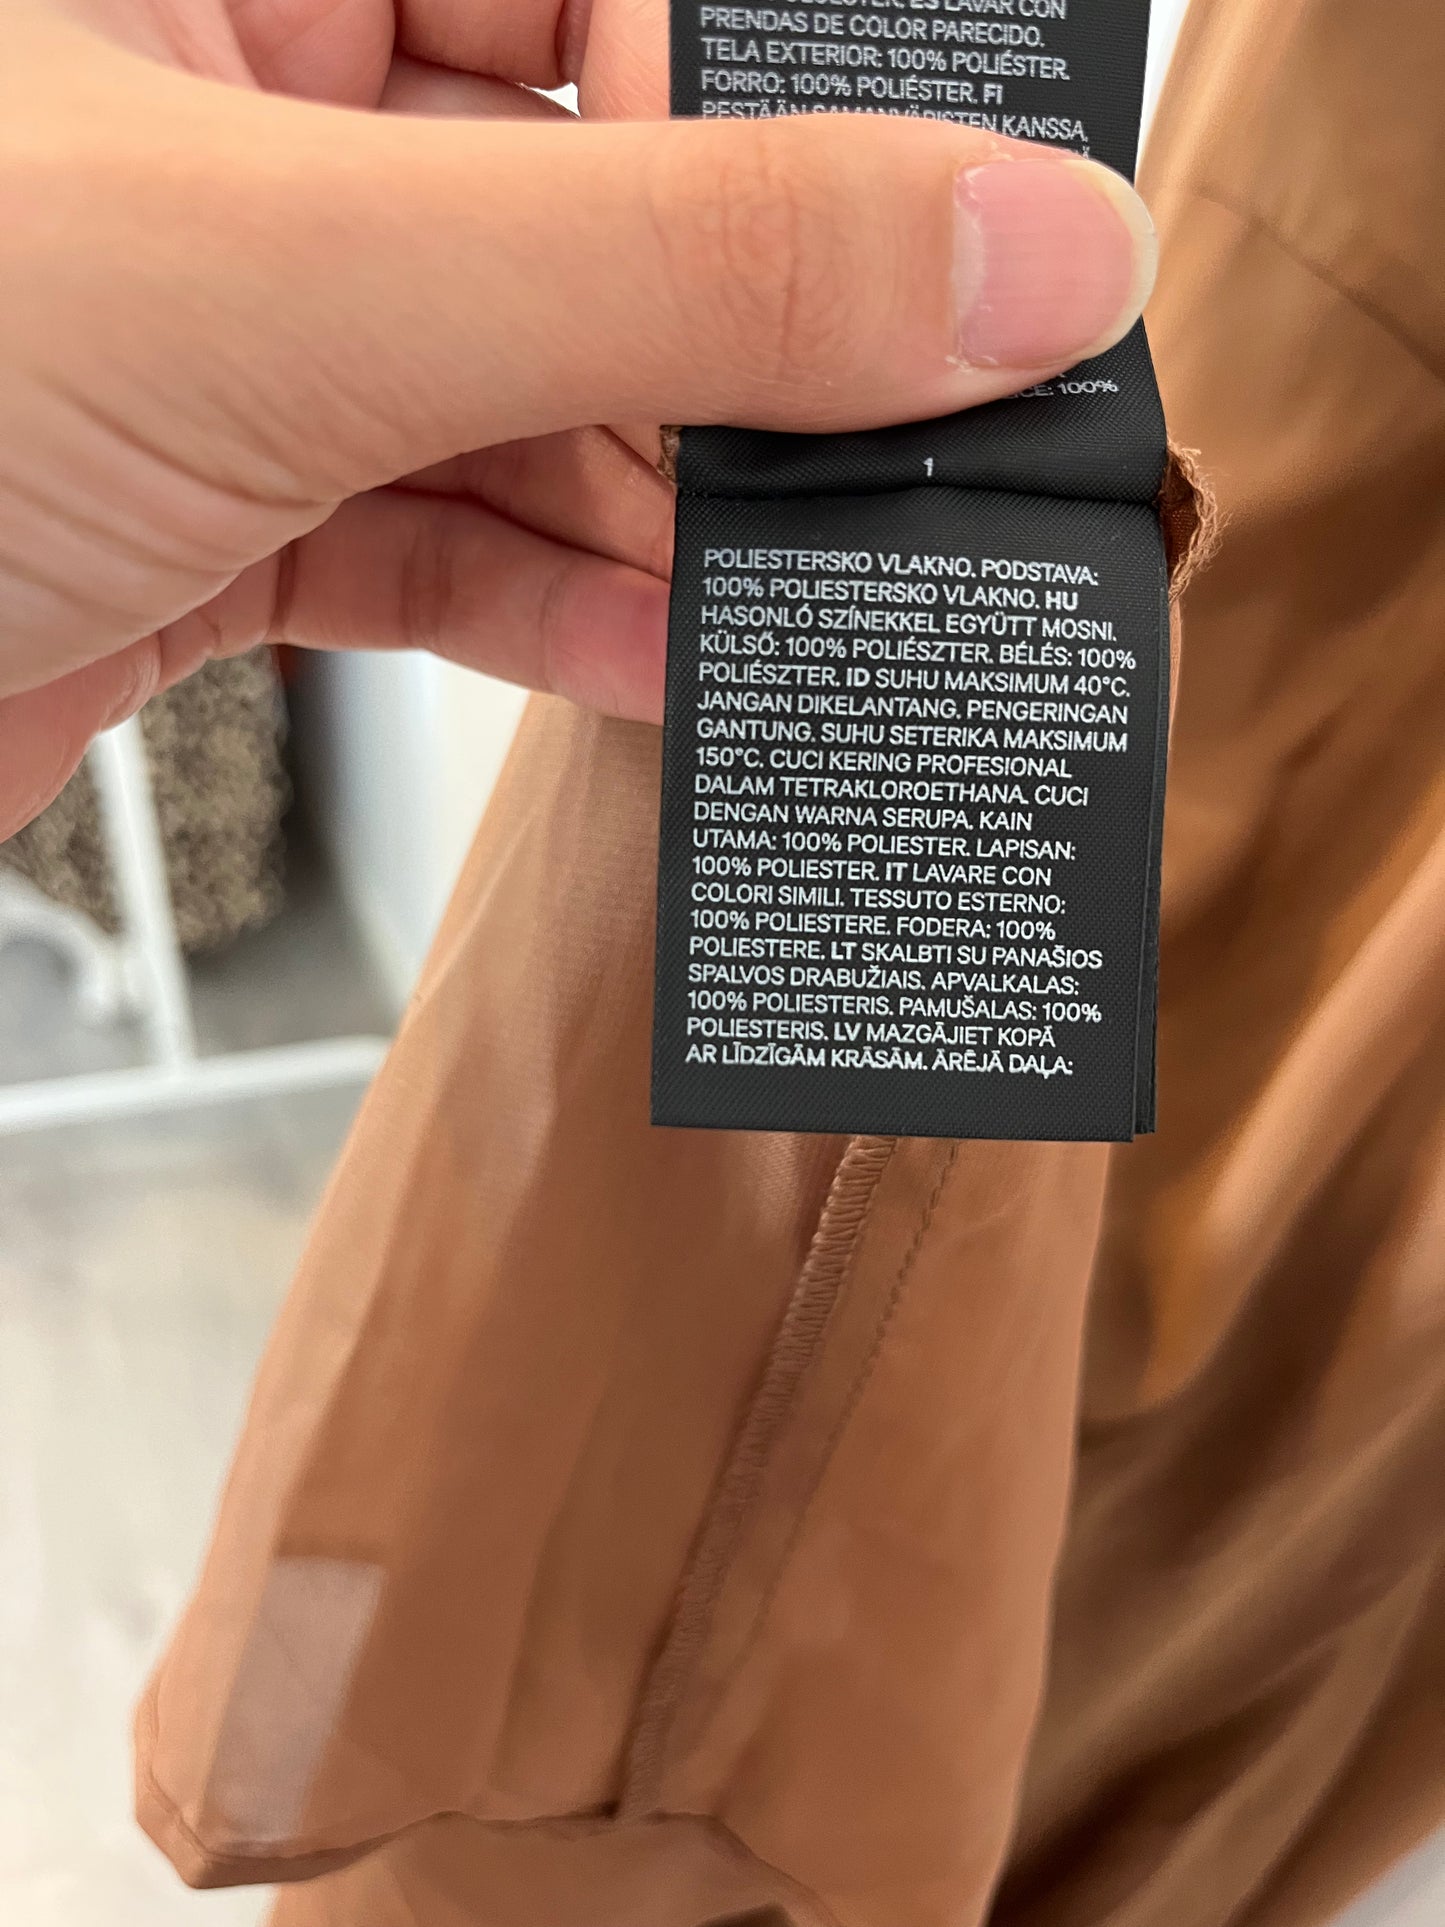 LAVAR CON
PRENDAS DE COLOR PARECIDO.
TELA EXTERIOR: 100% POLIÉSTER.
FORRO: 100% POLIÉSTER. FI
KANSSA.
100%
1
POLIESTERSKO VLAKNO. PODSTAVA:
100% POLIESTERSKO VLAKNO. HU
HASONLÓ SZÍNEKKEL EGYÜTT MOSNI.
KÜLSŐ: 100% POLIÉSZTER. BÉLÉS: 100%
POLIÉSZTER. ID SUHU MAKSIMUM 40°C.
JANGAN DIKELANTANG. PENGERINGAN
GANTUNG. SUHU SETERIKA MAKSIMUM
150°C. CUCI KERING PROFESIONAL
DALAM TETRAKLOROETHANA. CUCI
DENGAN WARNA SERUPA. KAIN
UTAMA: 100% POLIESTER. LAPISAN:
100% POLIESTER. IT LAVARE CON
COLORI SIMILI. TESSUTO ESTERNO:
100% POLIESTERE. FODERA: 100%
POLIESTERE. LT SKALBTI SU PANAŠIOS
SPALVOS DRABUŽIAIS. APVALKALAS:
100% POLIESTERIS. PAMUŠALAS: 100%
POLIESTERIS. LV MAZGĀJIET KOPĀ
AR LĪDZĪGĀM KRĀSĀM. ĀRĒJĀ DAĻA: